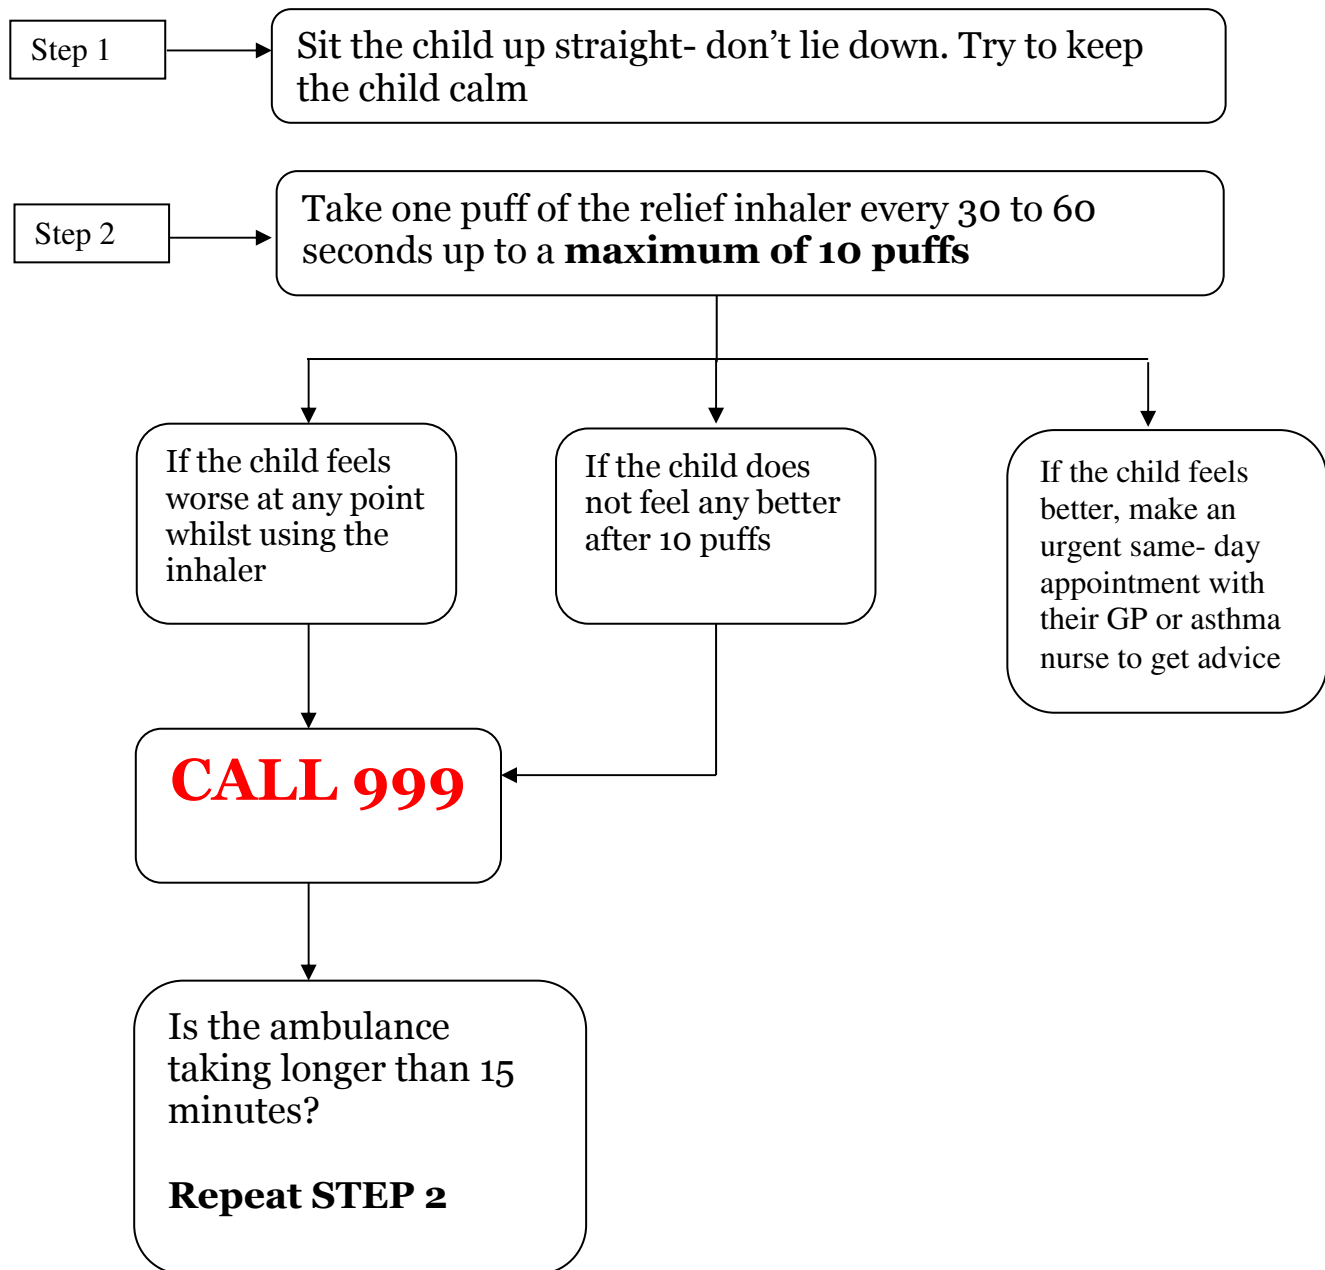 Step 1
Sit the child up straight- don’t lie down. Try to keep
the child calm
Step 2
Take one puff of the relief inhaler every 30 to 60
seconds up to a maximum of 10 puffs
If the child feels
worse at any point
whilst using the
inhaler
If the child does
not feel any better
after 10 puffs
If the child feels
better, make an
urgent same- day
appointment with
their GP or asthma
nurse to get advice
CALL 999
Is the ambulance
taking longer than 15
minutes?
Repeat STEP 2